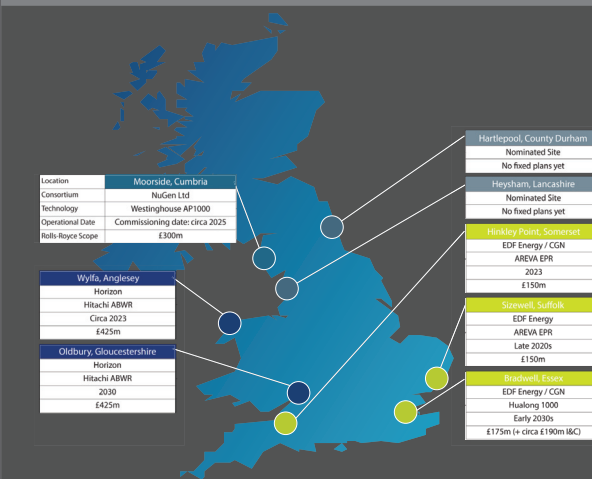 Location Moorside, Cumbria
Consortium NuGen Ltd
Technology Westinghouse AP1000
Operational Date Commissioning date: circa 2025
Rolls-Royce Scope £300m
Wylfa, Anglesey
Horizon
Hitachi ABWR
Circa 2023
£425m
Oldbury, Gloucestershire
Horizon
Hitachi ABWR
2030
£425m
Hartlepool, County Durham
Nominated Site
No fixed plans yet
Heysham, Lancashire
Nominated Site
No fixed plans yet
Hinkley Point, Somerset
EDF Energy / CGN
AREVA EPR
2023
£150m
Sizewell, Suffolk
EDF Energy
AREVA EPR
Late 2020s
£150m
Bradwell, Essex
EDF Energy / CGN
Hualong 1000
Early 2030s
£175m (+ circa £190m I&C)